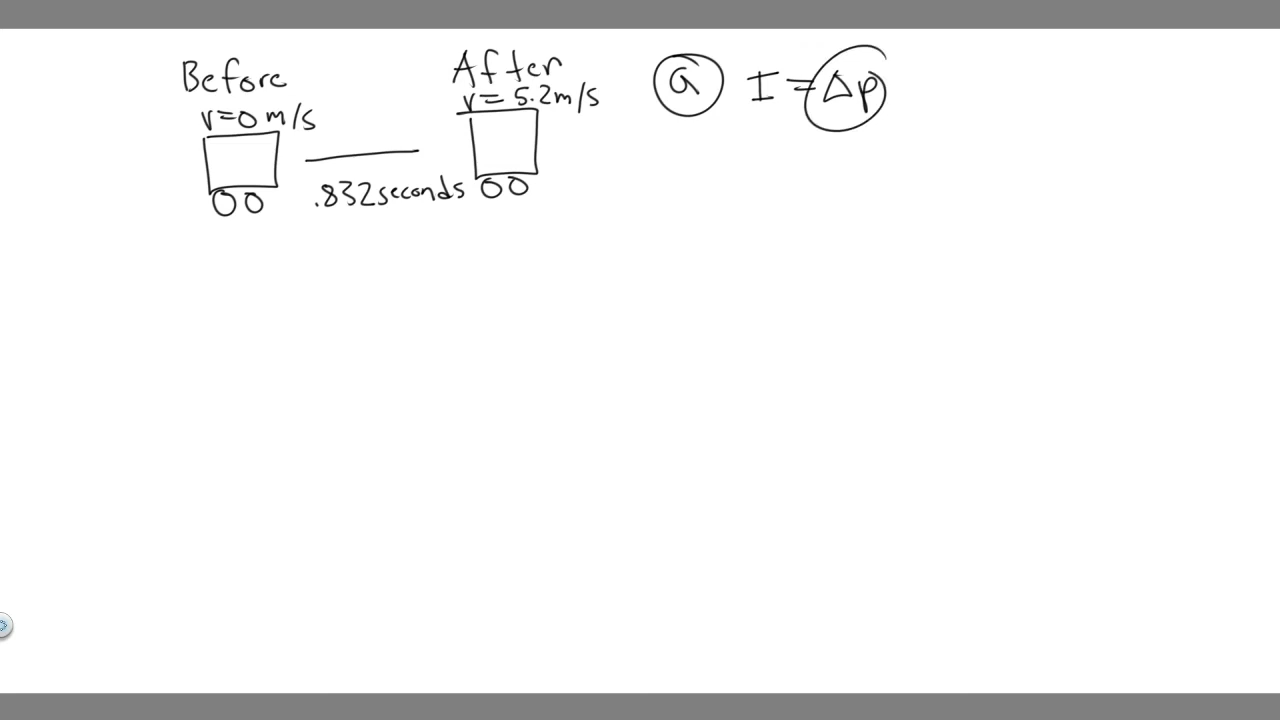 Before
v=0 m/s
.832seconds
After
v= 5.2m/s
a I = Δp